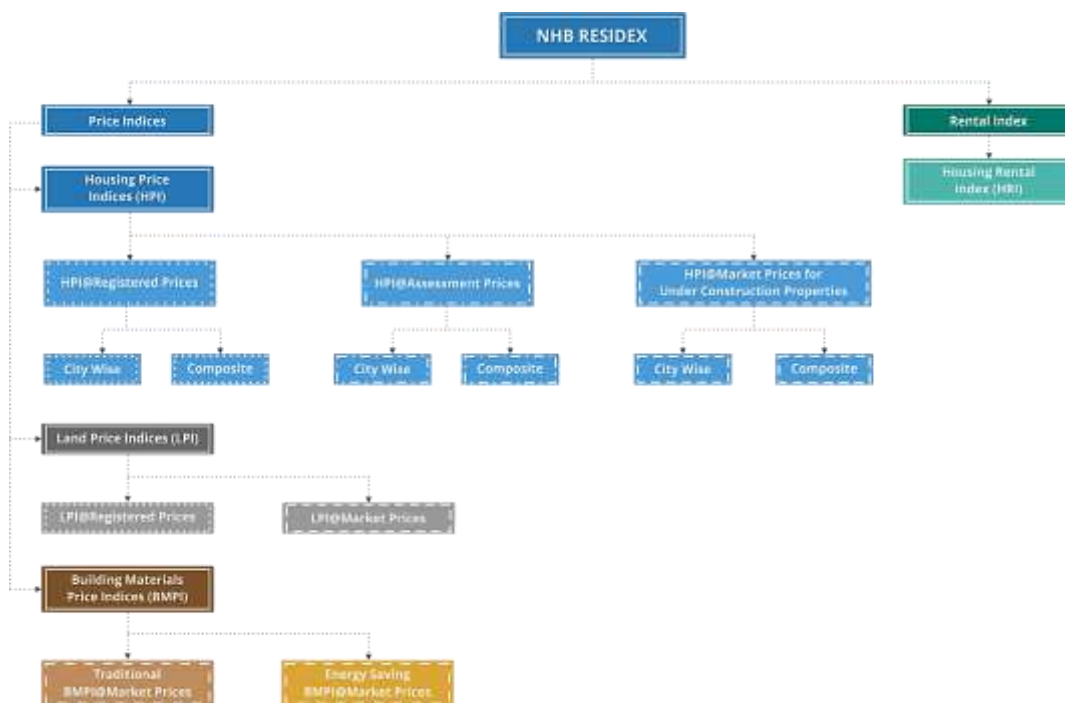 NHB RESIDEX
Price Indices
Rental Index
Housing Price
Indices (HPI)
Housing Rental
Index (HRI)
HPI@Registered Prices
HPI@Assessment Prices
HPI@Market Prices for
Under Construction Properties
City Wise
Composite
City Wise
Composite
City Wise
Composite
Land Price Indices (LPI)
LPI@Registered Prices
LPI@Market Prices
Building Materials
Price Indices (BMPI)
Traditional
BMPI@Market Prices
Energy Saving
BMPI@Market Prices